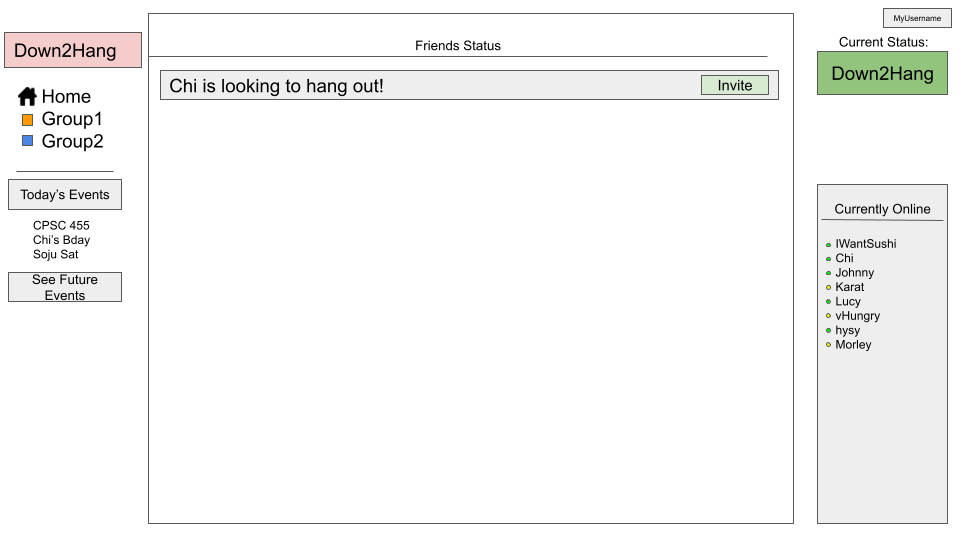 Down2Hang
Home
Group1
Group2
Today's Events
CPSC 455
Chi's Bday
Soju Sat
See Future
Events
Friends Status
Chi is looking to hang out!
Invite
MyUsername
Current Status:
Down2Hang
Currently Online
IWantSushi
Chi
Johnny
Karat
Lucy
vHungry
hysy
Morley